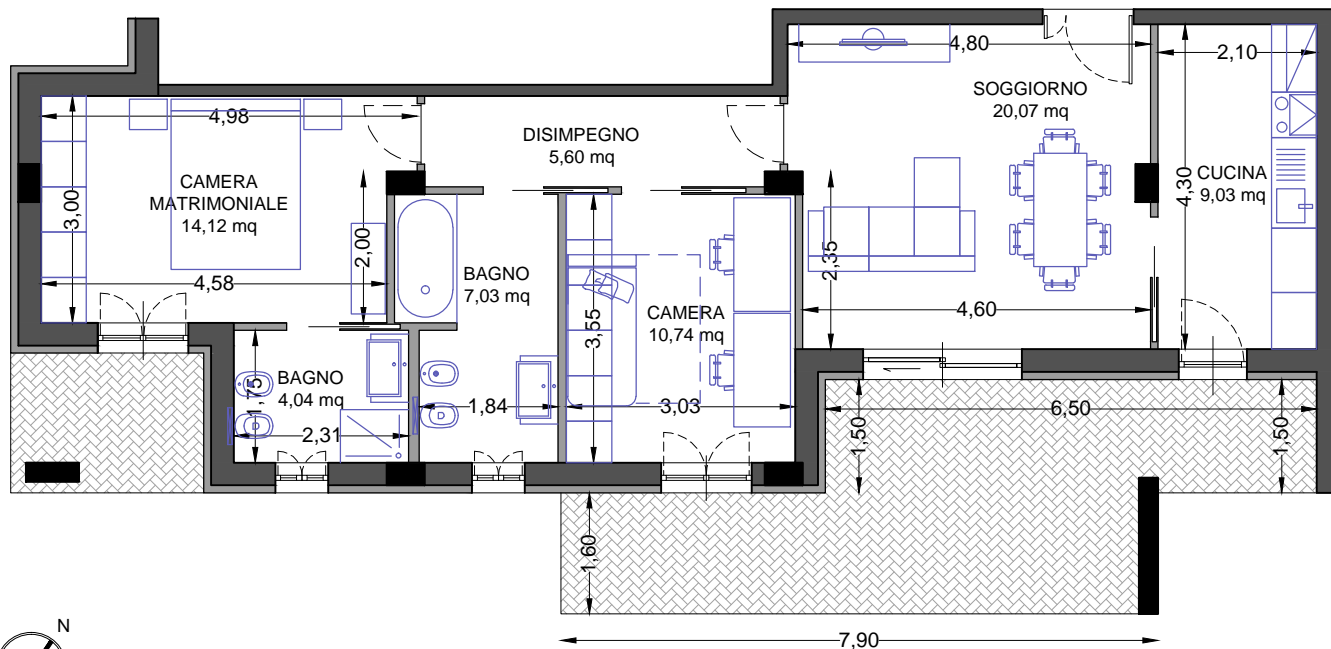 4,80
2,10
SOGGIORNO
20,07 mq
4,98
DISIMPEGNO
5,60 mq
CAMERA
MATRIMONIALE
14,12 mq
3,00
2,00
4,58
BAGNO
7,03 mq
CAMERA
10,74 mq
3,55
2,35
4,60
4,30
CUCINA
9,03 mq
BAGNO
4,04 mq
1,75
2,31
1,84
3,03
6,50
1,50
1,50
1,60
7,90
N